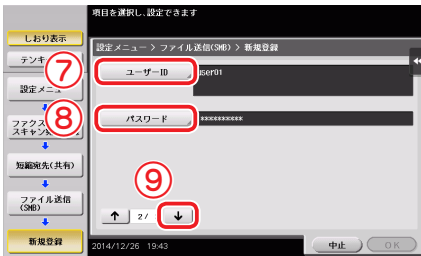 項目を選択し、設定できます
しおり表示
設定メニュー > ファイル送信(SMB) > 新規登録
テンキ
⑦
ユーザーID
user01
設定メニ
⑧
パスワード
**********
ファクス
スキャン
短縮宛先(共有)
⑨
ファイル送信
(SMB)
↑ 2/ ↓
新規登録
2014/12/26 19:43
中止
OK